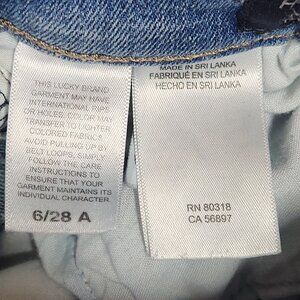 THIS LUCKY BRAND
GARMENT MAY HAVE
INTERNATIONAL RIPS
OR HOLES. COLOR MAY
TRANSFER TO LIGHTER
COLORED FABRICS.
AVOID PULLING UP BY
BELT LOOPS, SIMPLY
FOLLOW THE CARE
INSTRUCTIONS TO
ENSURE THAT YOUR
GARMENT MAINTAINS ITS
INDIVIDUAL CHARACTER.
6/28 A
MADE IN SRI LANKA
FABRIQUÉ EN SRI LANKA
HECHO EN SRI LANKA
RN 80318
CA 56897